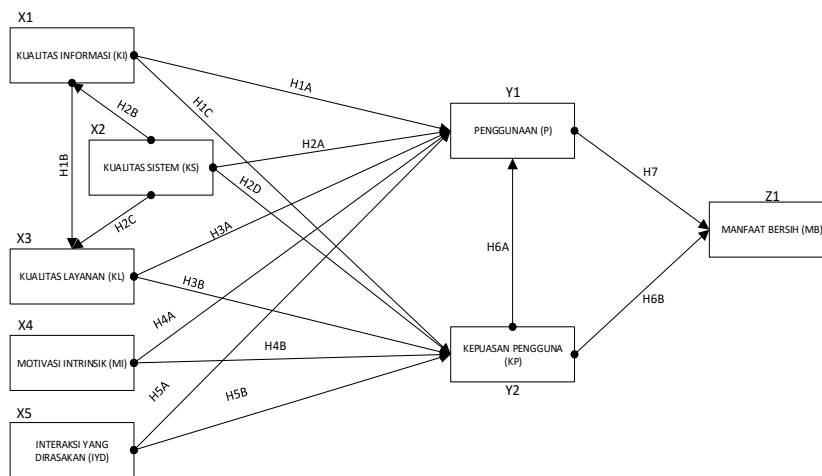 X1
KUALITAS INFORMASI (KI)
H1A
H1C
Y1
PENGGUNAAN (P)
H2B
X2
KUALITAS SISTEM (KS)
H2A
H2D
H1B
H2C
H7
Z1
MANFAAT BERSIH (MB)
X3
KUALITAS LAYANAN (KL)
H3A
H3B
H6A
H6B
X4
MOTIVASI INTRINSIK (MI)
H4A
H4B
KEPUASAN PENGGUNA
(KP)
Y2
X5
INTERAKSI YANG
DIRASAKAN (IYD)
H5A
H5B